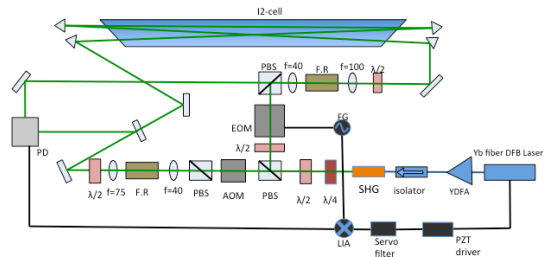 I2-cell
PBS
f=40
F.R
f=100
λ/2
EOM
FG
λ/2
PD
Yb fiber DFB Laser
λ/2
f=75
F.R
f=40
PBS
AOM
PBS
λ/2
λ/4
SHG
isolator
YDFA
LIA
Servo
filter
PZT
driver